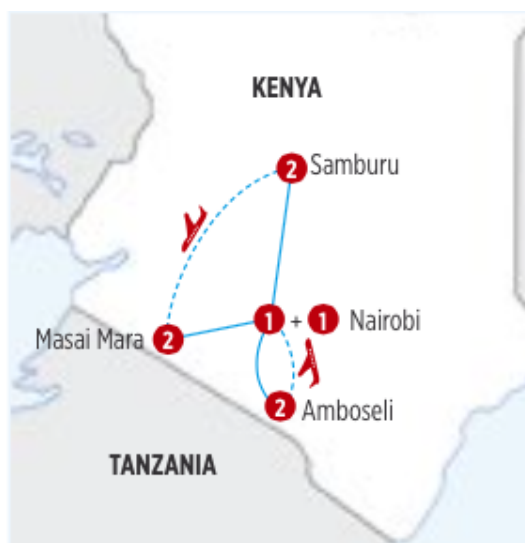 KENYA
2 Samburu
1 + 1 Nairobi
Masai Mara 2
2 Amboseli
TANZANIA